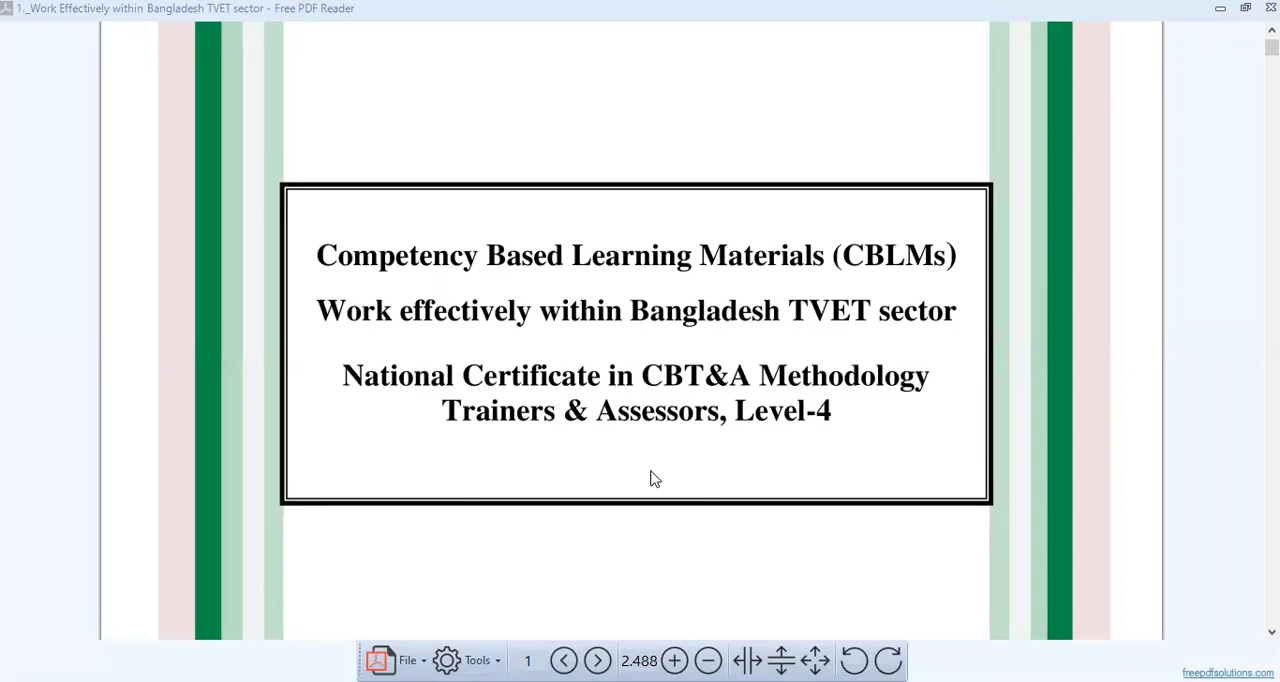 1._Work Effectively within Bangladesh TVET sector - Free PDF Reader
Competency Based Learning Materials (CBLMs)
Work effectively within Bangladesh TVET sector
National Certificate in CBT&A Methodology
Trainers & Assessors, Level-4
File Tools 1 2.488
freepdfsolutions.com